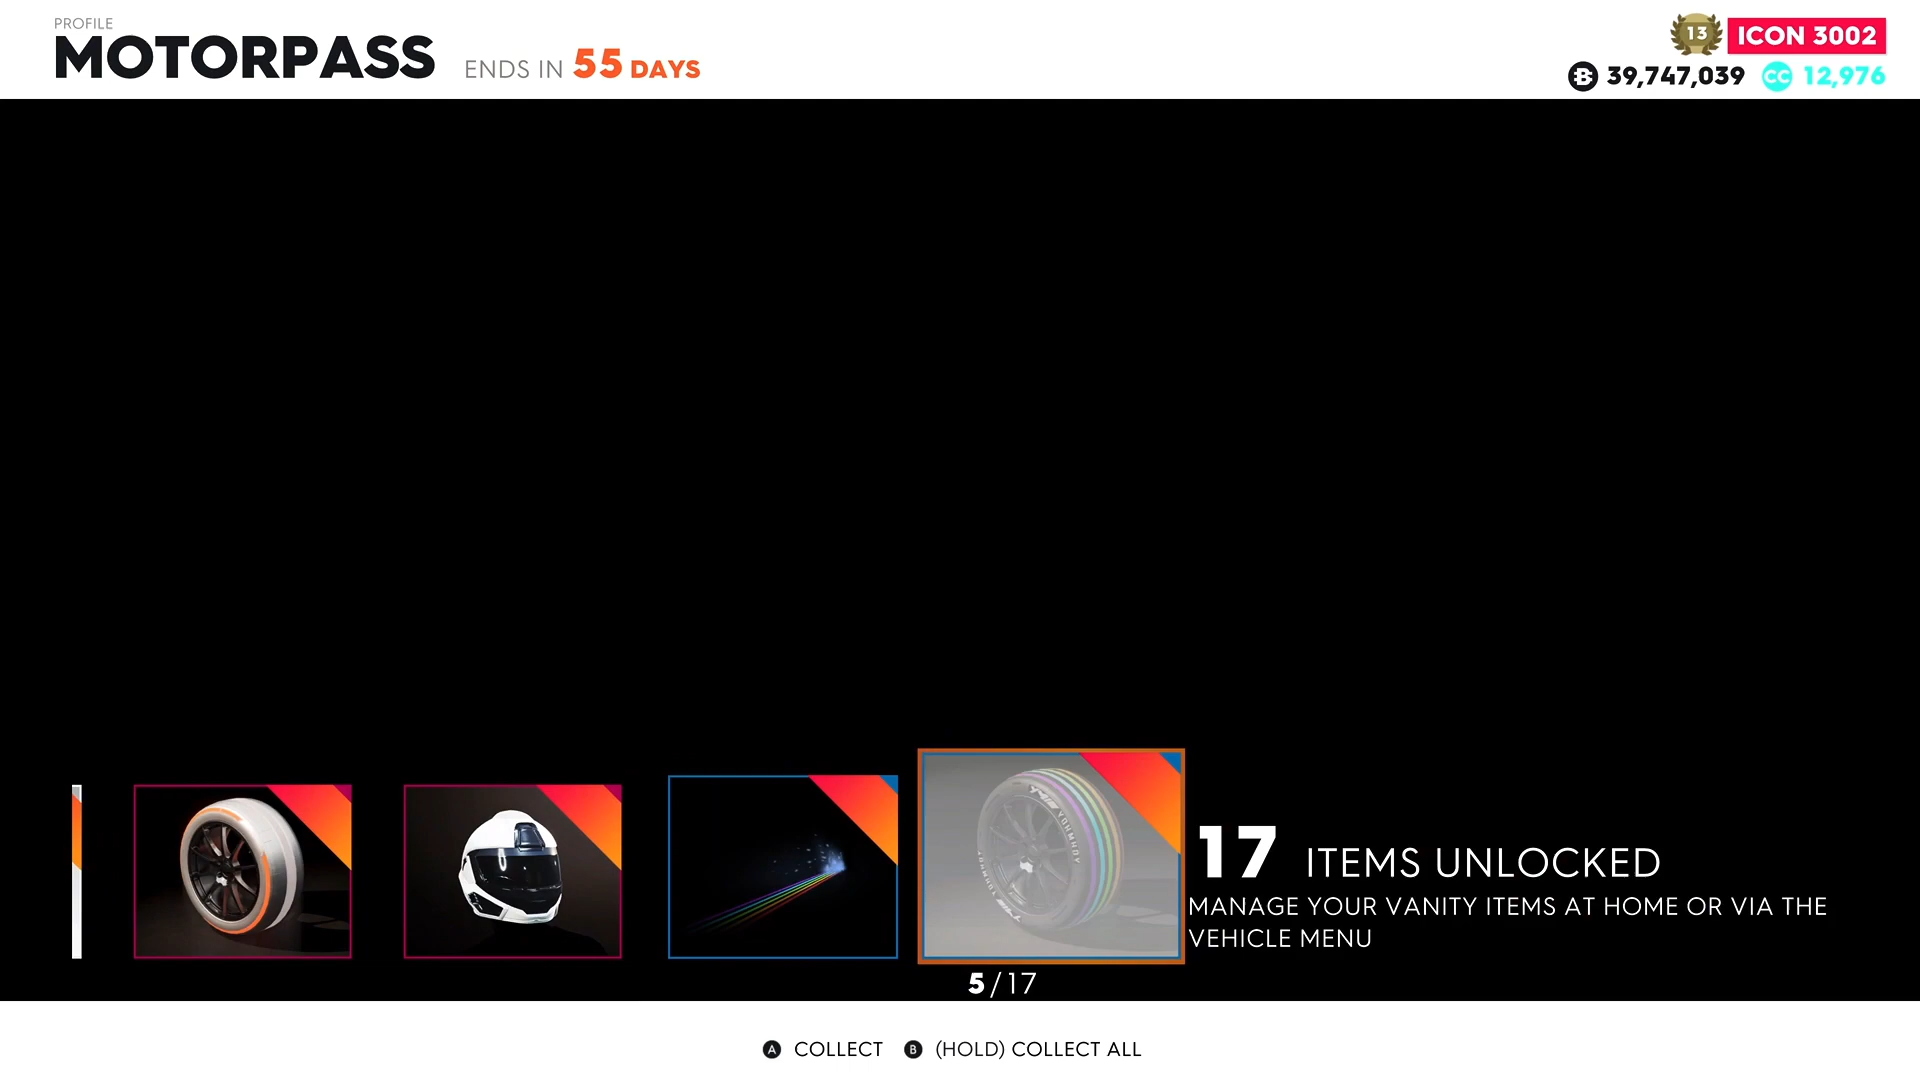 PROFILE
MOTORPASS ENDS IN 55 DAYS
13 ICON 3002
39,747,039 CC 12,976
17 ITEMS UNLOCKED
MANAGE YOUR VANITY ITEMS AT HOME OR VIA THE
VEHICLE MENU
5/17
A COLLECT B (HOLD) COLLECT ALL